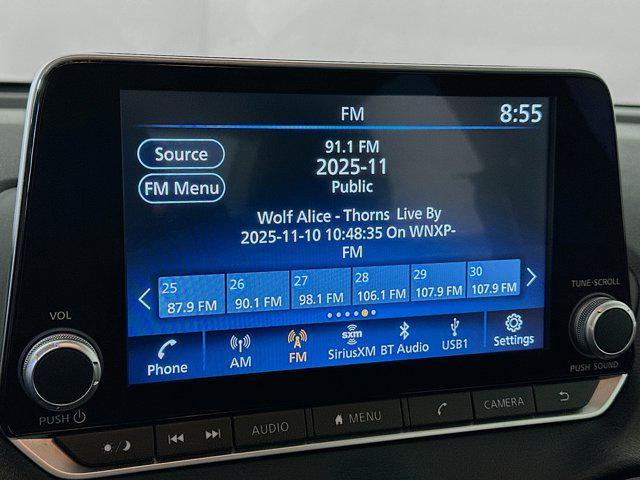 FM
8:55
Source
91.1 FM
2025-11
Public
FM Menu
Wolf Alice - Thorns Live By
2025-11-10 10:48:35 On WNXP-
FM
25 26 27 28 29 30
87.9 FM 90.1 FM 98.1 FM 106.1 FM 107.9 FM 107.9 FM
Phone AM FM sxm SiriusXM BT Audio USB1 Settings
VOL
PUSH
TUNE·SCROLL
PUSH SOUND
AUDIO MENU CAMERA